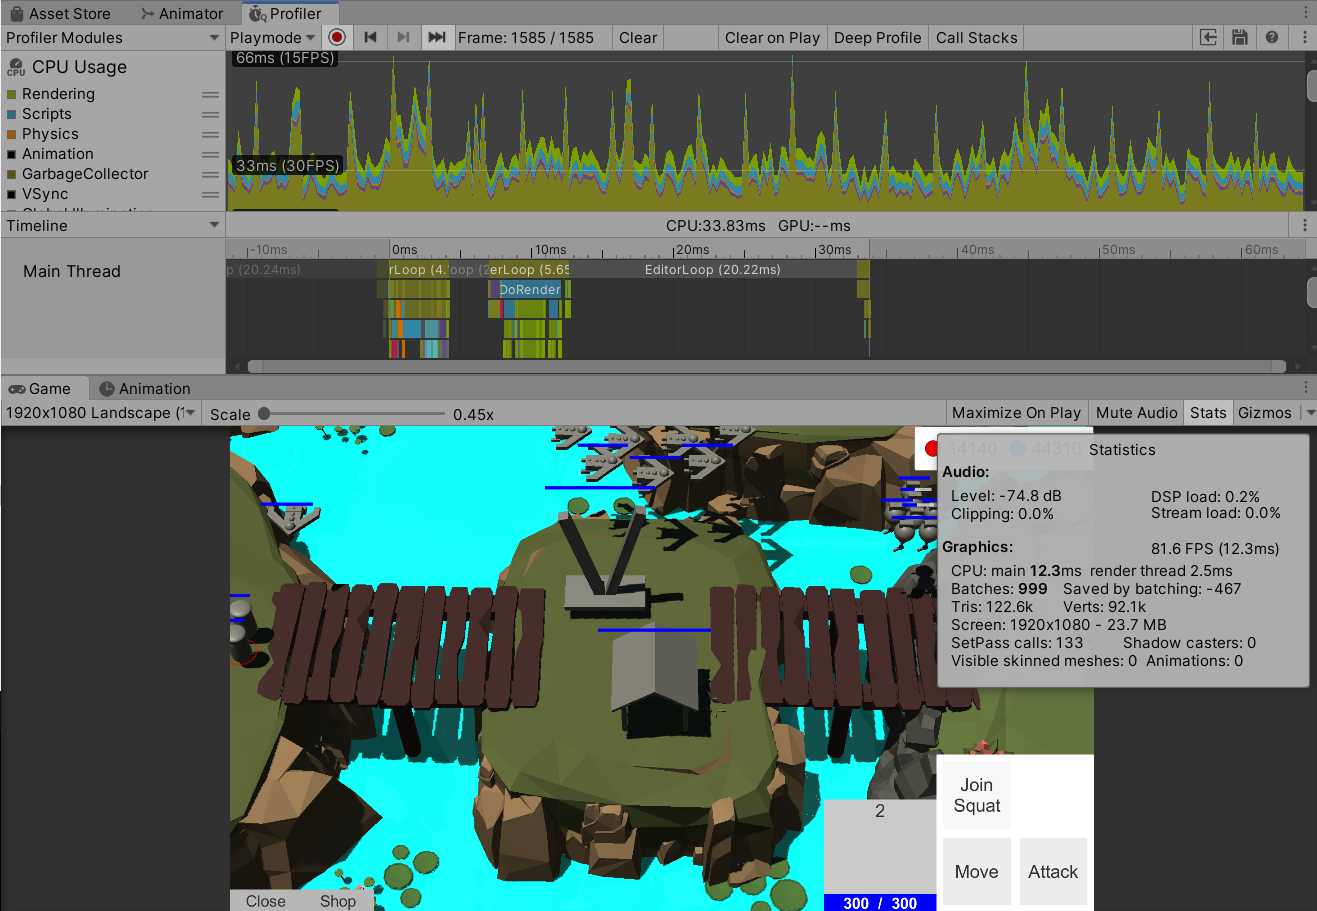 Asset Store Animator Profiler
Profiler Modules Playmode Frame: 1585 / 1585 Clear Clear on Play Deep Profile Call Stacks
CPU Usage
Rendering
Scripts
Physics
Animation
GarbageCollector
VSync
66ms (15FPS)
33ms (30FPS)
Timeline CPU:33.83ms GPU:--ms
-10ms 0ms 10ms 20ms 30ms 40ms 50ms 60ms
Main Thread
p (20.24ms) rLoop (4. oop (2 erLoop (5.65 EditorLoop (20.22ms)
DoRender
Game Animation
1920x1080 Landscape (1 Scale 0.45x Maximize On Play Mute Audio Stats Gizmos
14140 44310
Statistics
Audio:
Level: -74.8 dB DSP load: 0.2%
Clipping: 0.0% Stream load: 0.0%
Graphics: 81.6 FPS (12.3ms)
CPU: main 12.3ms render thread 2.5ms
Batches: 999 Saved by batching: -467
Tris: 122.6k Verts: 92.1k
Screen: 1920x1080 - 23.7 MB
SetPass calls: 133 Shadow casters: 0
Visible skinned meshes: 0 Animations: 0
Join
Squat
2
Move Attack
300 / 300
Close Shop